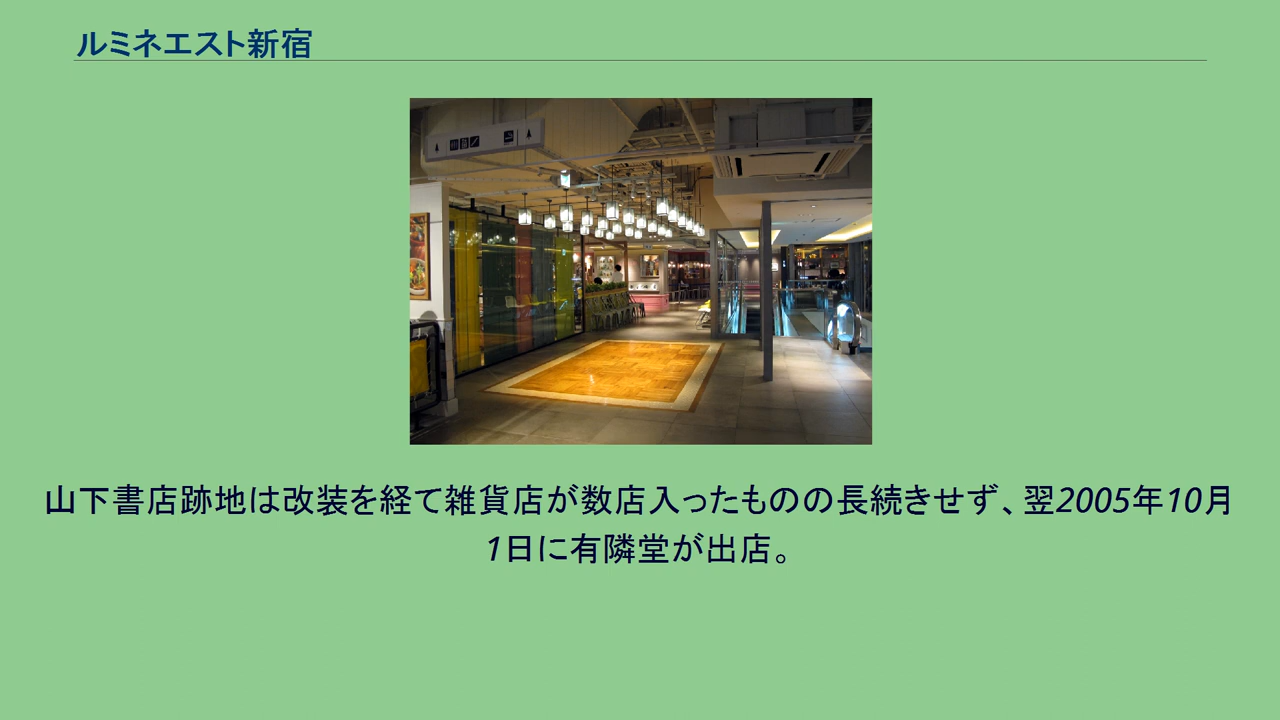 ルミネエスト新宿
山下書店跡地は改装を経て雑貨店が数店入ったものの長続きせず、翌2005年10月
1日に有隣堂が出店。